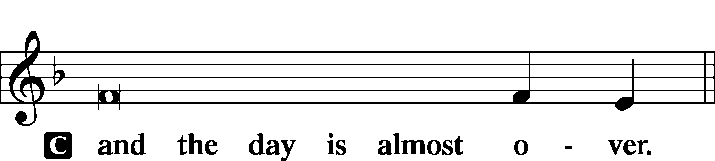 C and the day is almost o - ver.